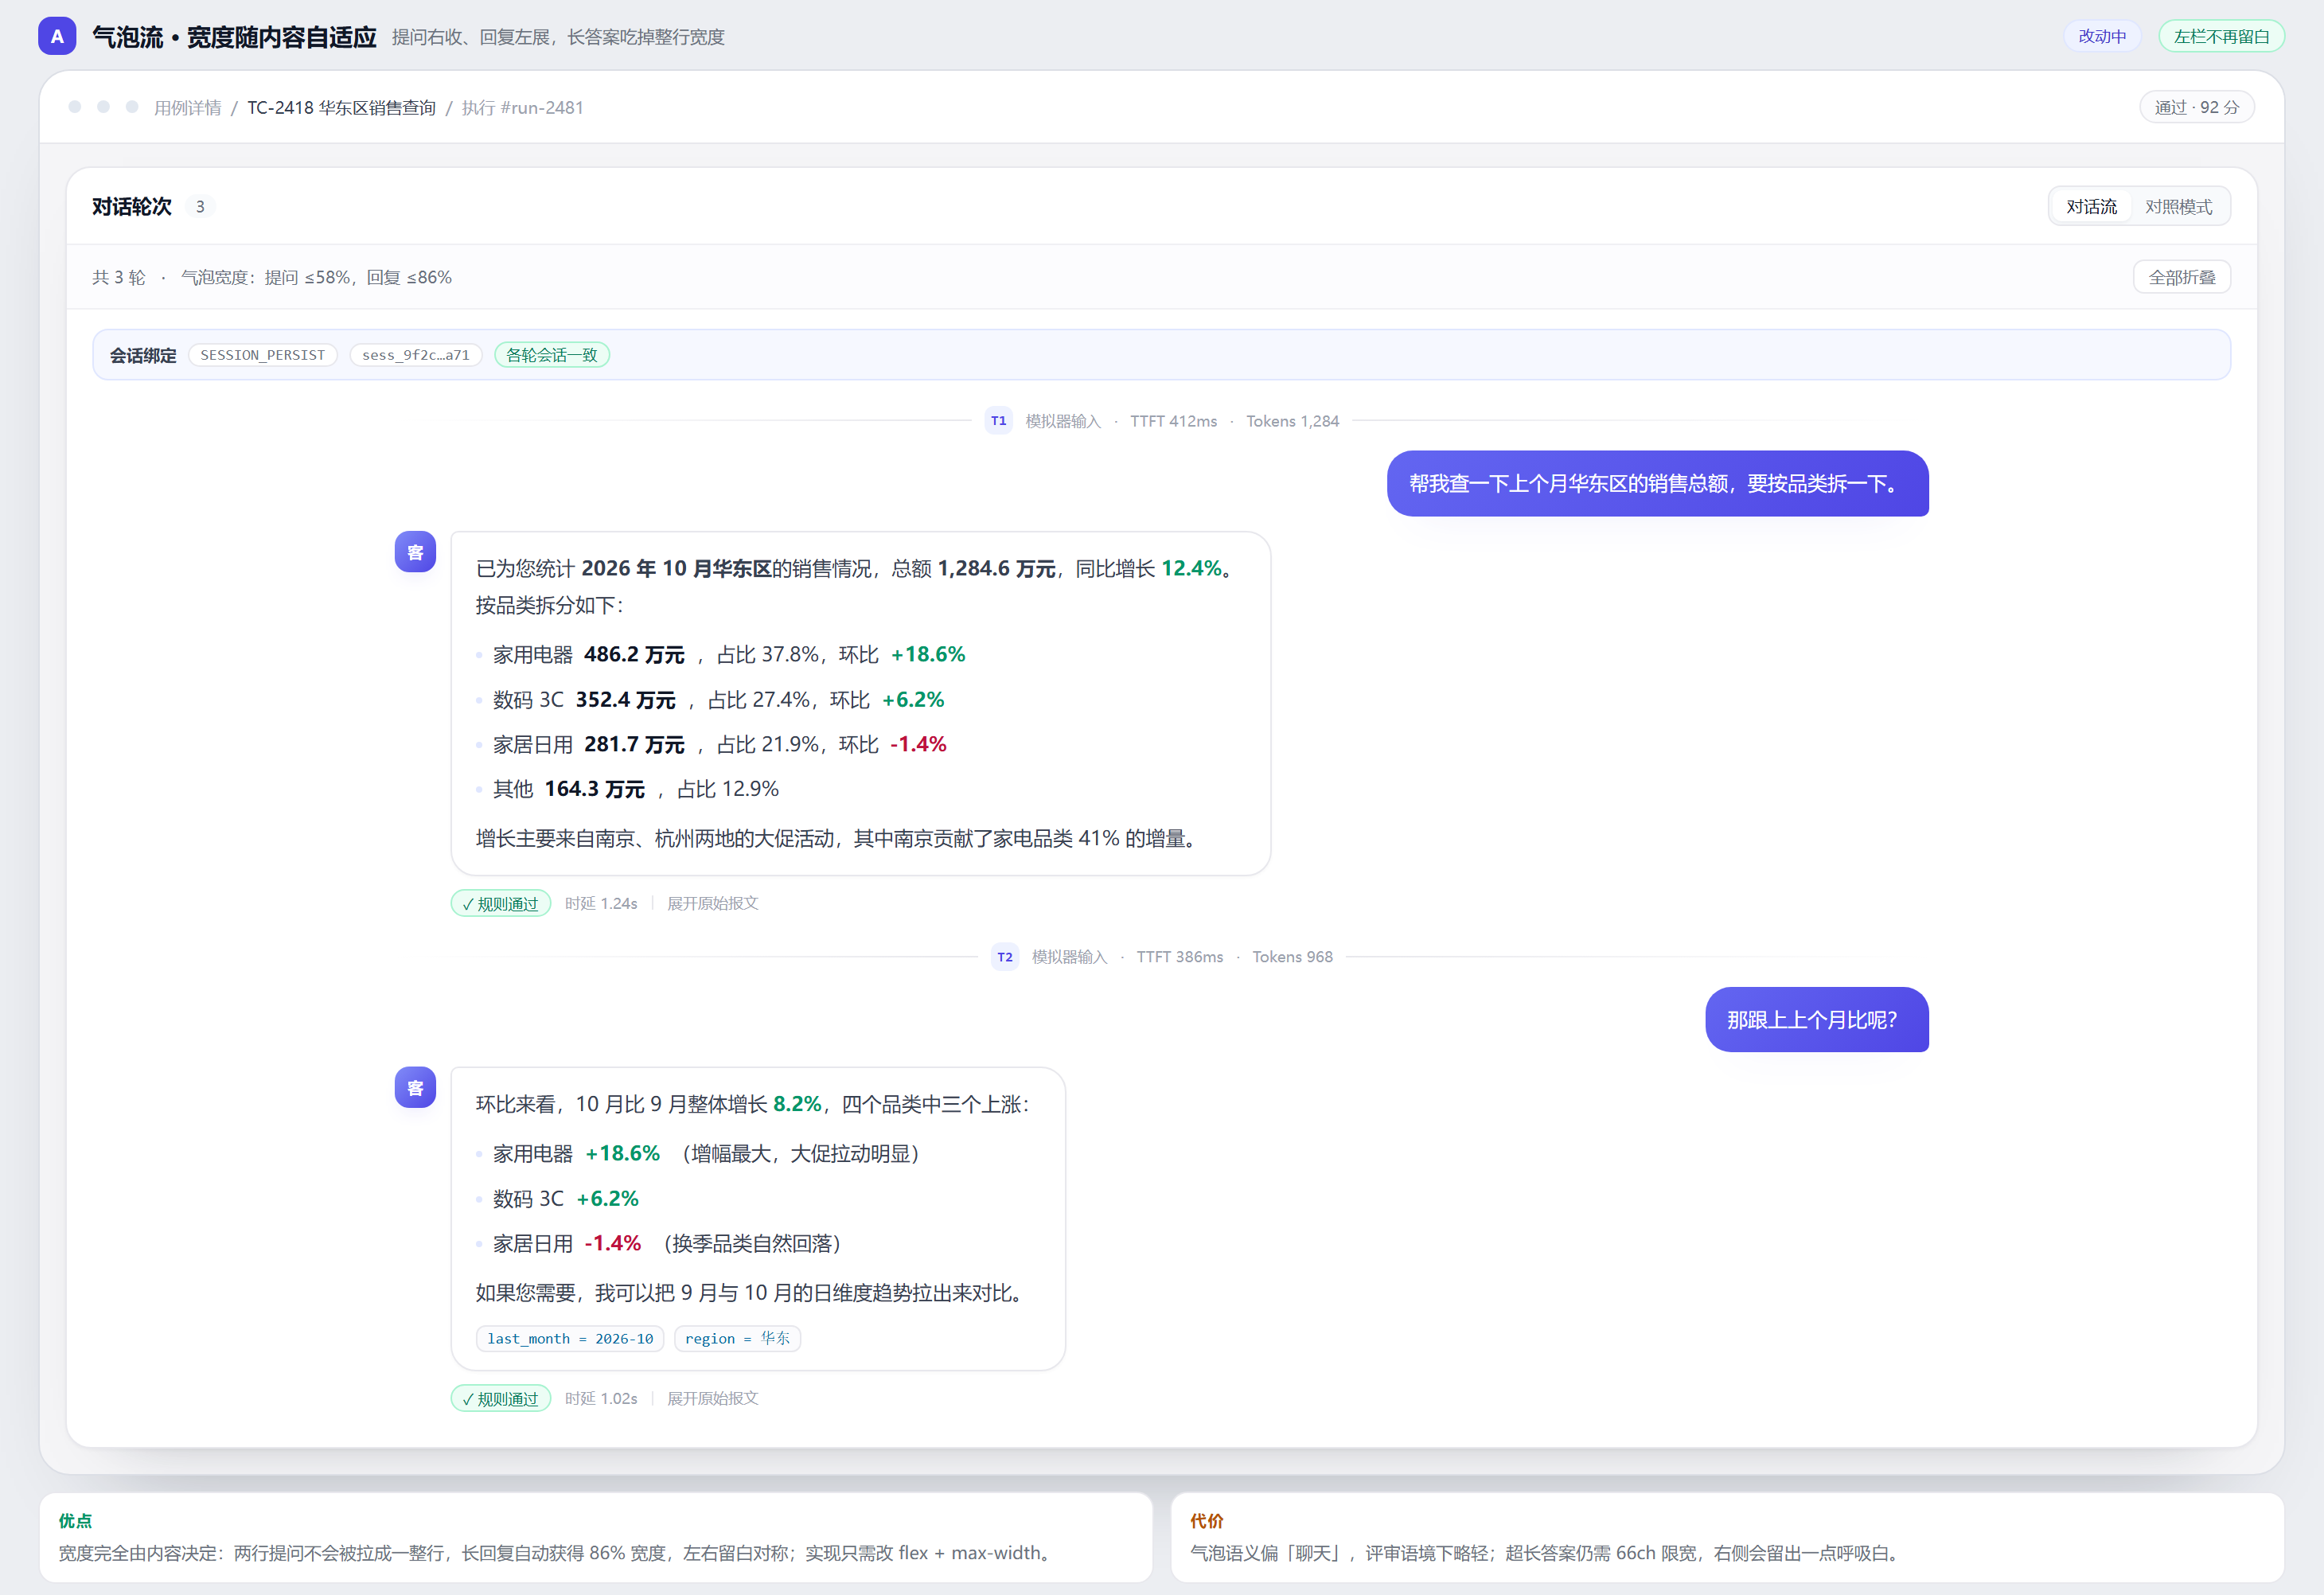 A 气泡流 • 宽度随内容自适应 提问右收、回复左展，长答案吃掉整行宽度 改动中 左栏不再留白
用例详情 / TC-2418 华东区销售查询 / 执行 #run-2481 通过 · 92 分
对话轮次 3 对话流 对照模式
共 3 轮 · 气泡宽度：提问 ≤58%，回复 ≤86% 全部折叠
会话绑定 SESSION_PERSIST sess_9f2c…a71 各轮会话一致
T1 模拟器输入 · TTFT 412ms · Tokens 1,284
帮我查一下上个月华东区的销售总额，要按品类拆一下。
客
已为您统计 2026 年 10 月华东区的销售情况，总额 1,284.6 万元，同比增长 12.4%。
按品类拆分如下：
家用电器 486.2 万元 ，占比 37.8%，环比 +18.6%
数码 3C 352.4 万元 ，占比 27.4%，环比 +6.2%
家居日用 281.7 万元 ，占比 21.9%，环比 -1.4%
其他 164.3 万元 ，占比 12.9%
增长主要来自南京、杭州两地的大促活动，其中南京贡献了家电品类 41% 的增量。
✓ 规则通过 时延 1.24s 展开原始报文
T2 模拟器输入 · TTFT 386ms · Tokens 968
那跟上上个月比呢？
客
环比来看，10 月比 9 月整体增长 8.2%，四个品类中三个上涨：
家用电器 +18.6% （增幅最大，大促拉动明显）
数码 3C +6.2%
家居日用 -1.4% （换季品类自然回落）
如果您需要，我可以把 9 月与 10 月的日维度趋势拉出来对比。
last_month = 2026-10 region = 华东
✓ 规则通过 时延 1.02s 展开原始报文
优点
宽度完全由内容决定：两行提问不会被拉成一整行，长回复自动获得 86% 宽度，左右留白对称；实现只需改 flex + max-width。
代价
气泡语义偏「聊天」，评审语境下略轻；超长答案仍需 66ch 限宽，右侧会留出一点呼吸白。